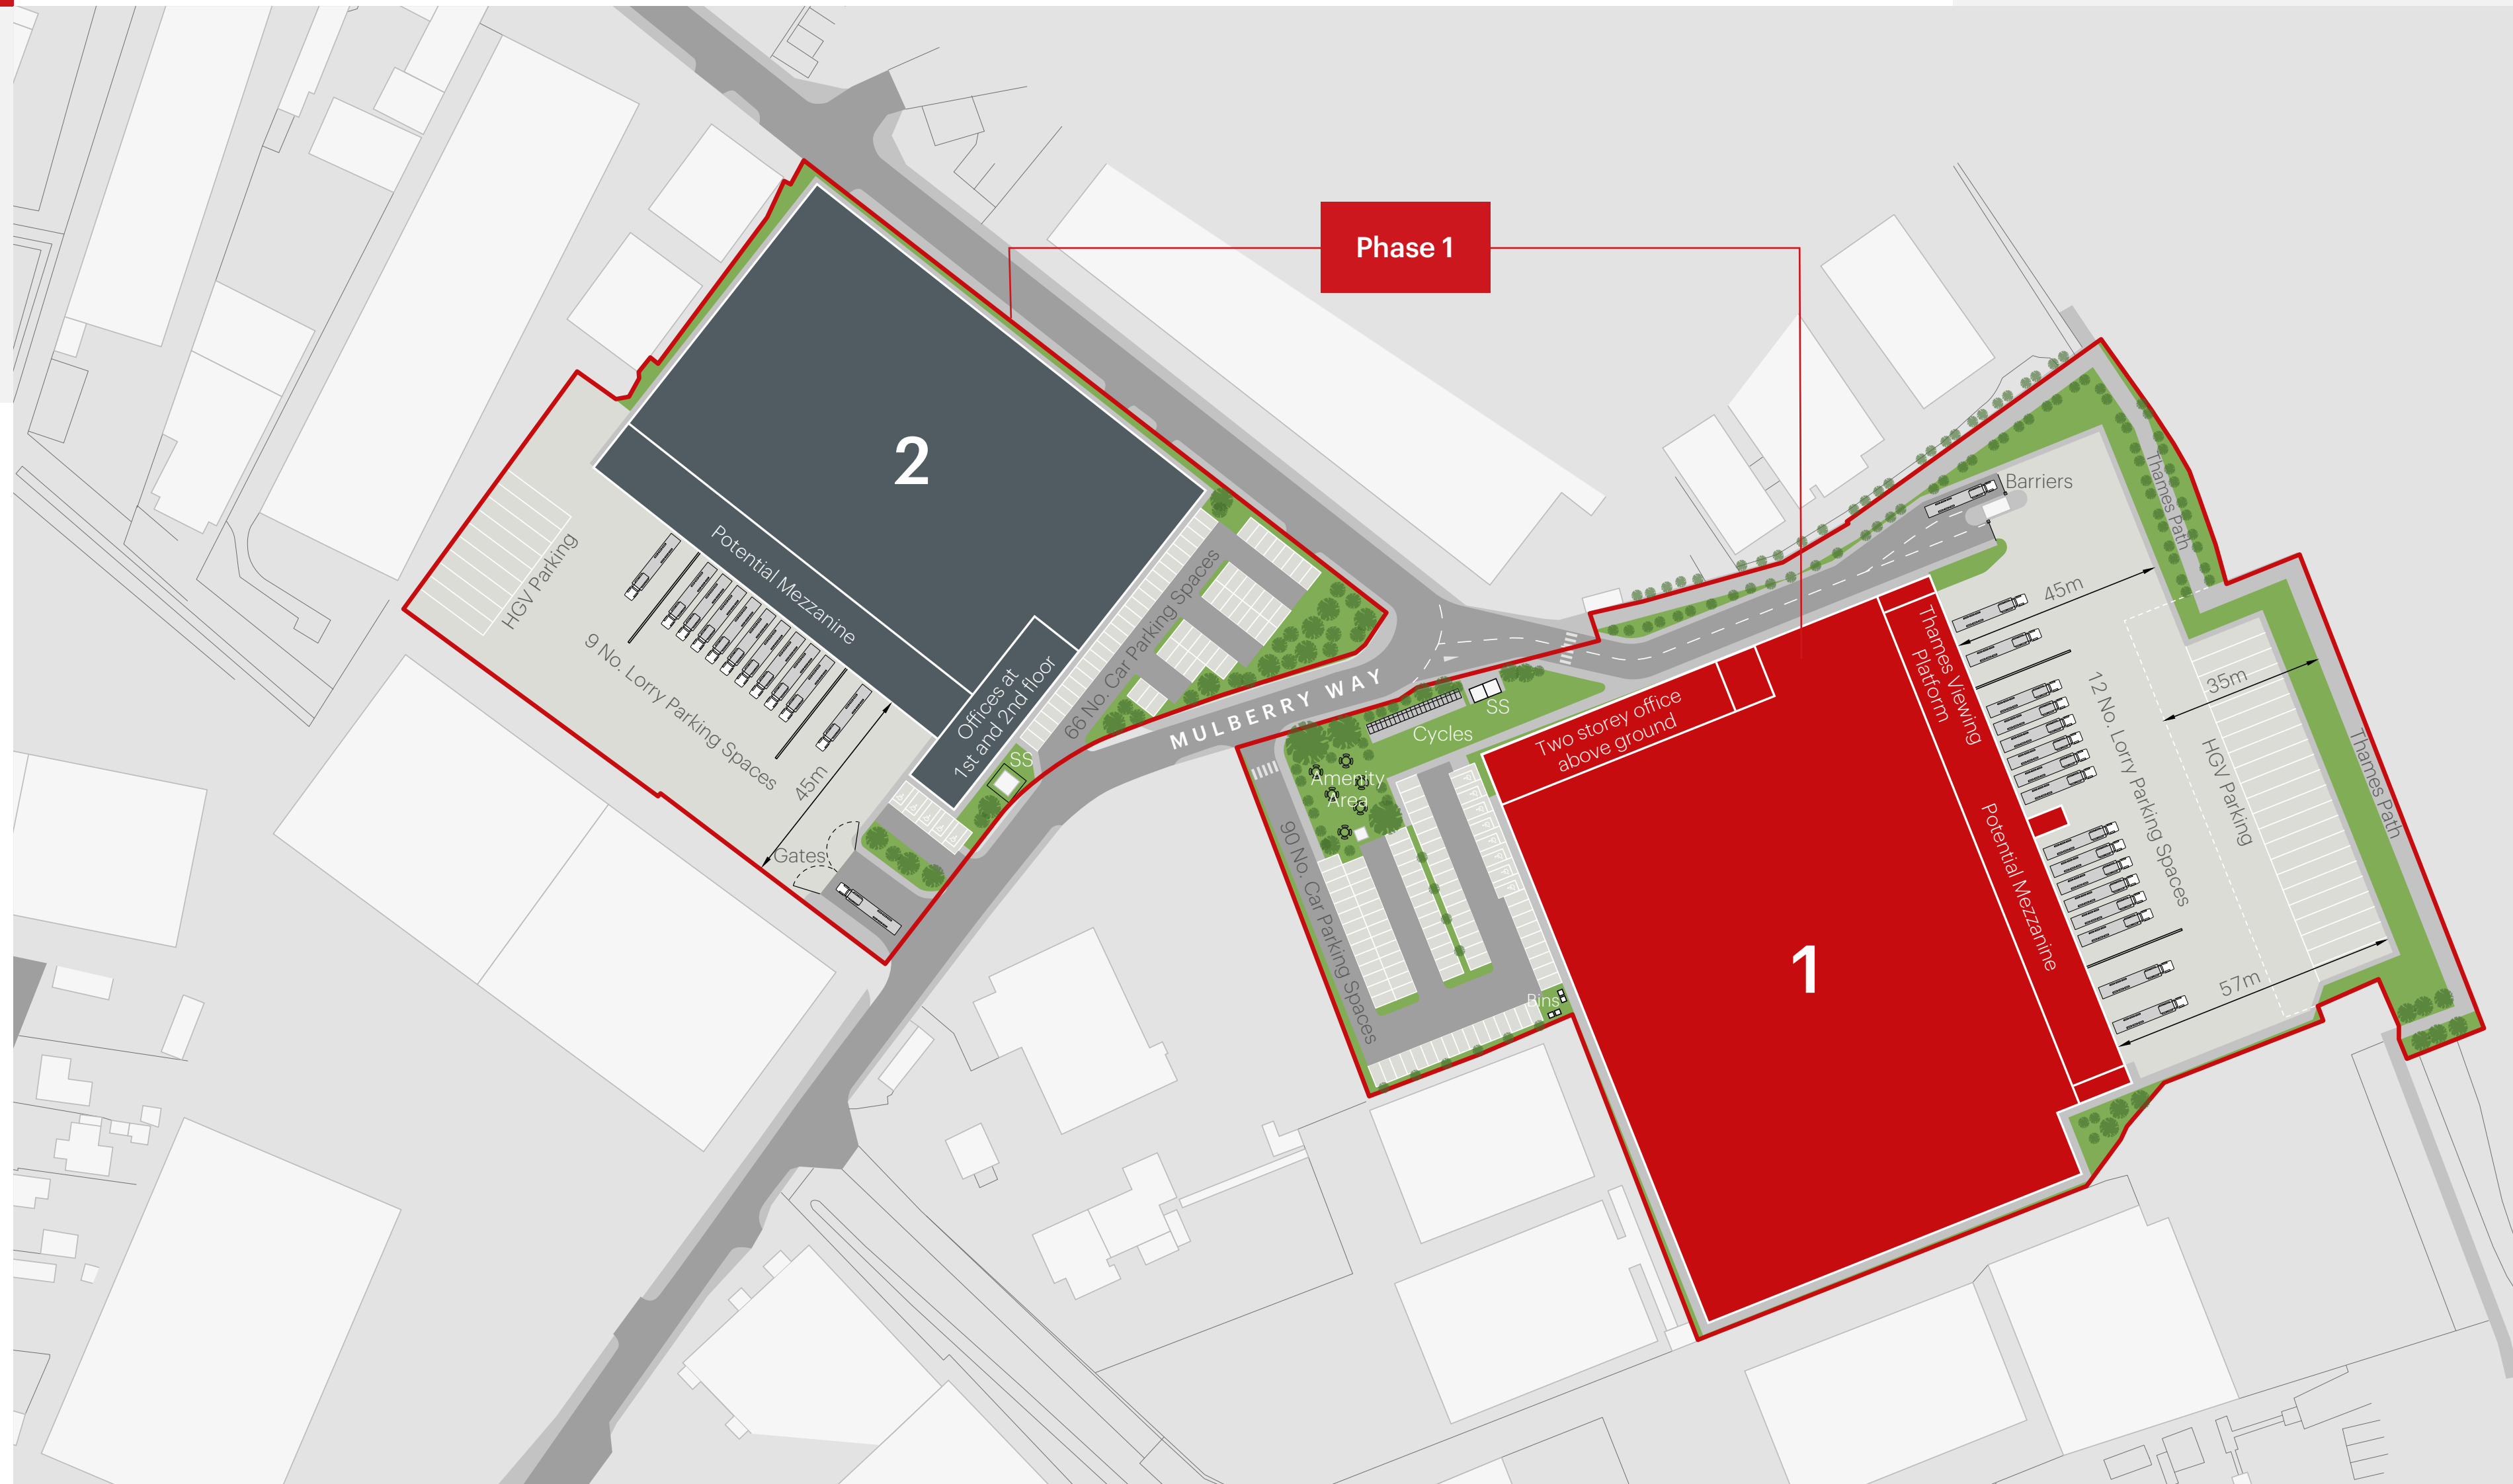 Phase 1
2
Potential Mezzanine
HGV Parking
9 No. Lorry Parking Spaces
45m
Gates
Offices at
1st and 2nd floor
SS
66 No. Car Parking Spaces
MULBERRY WAY
Barriers
Thames Path
45m
35m
Thames Viewing
Platform
12 No. Lorry Parking Spaces
HGV Parking
Thames Path
57m
Potential Mezzanine
Two storey office
above ground
SS
Cycles
Amenity
Area
90 No. Car Parking Spaces
Bins
1